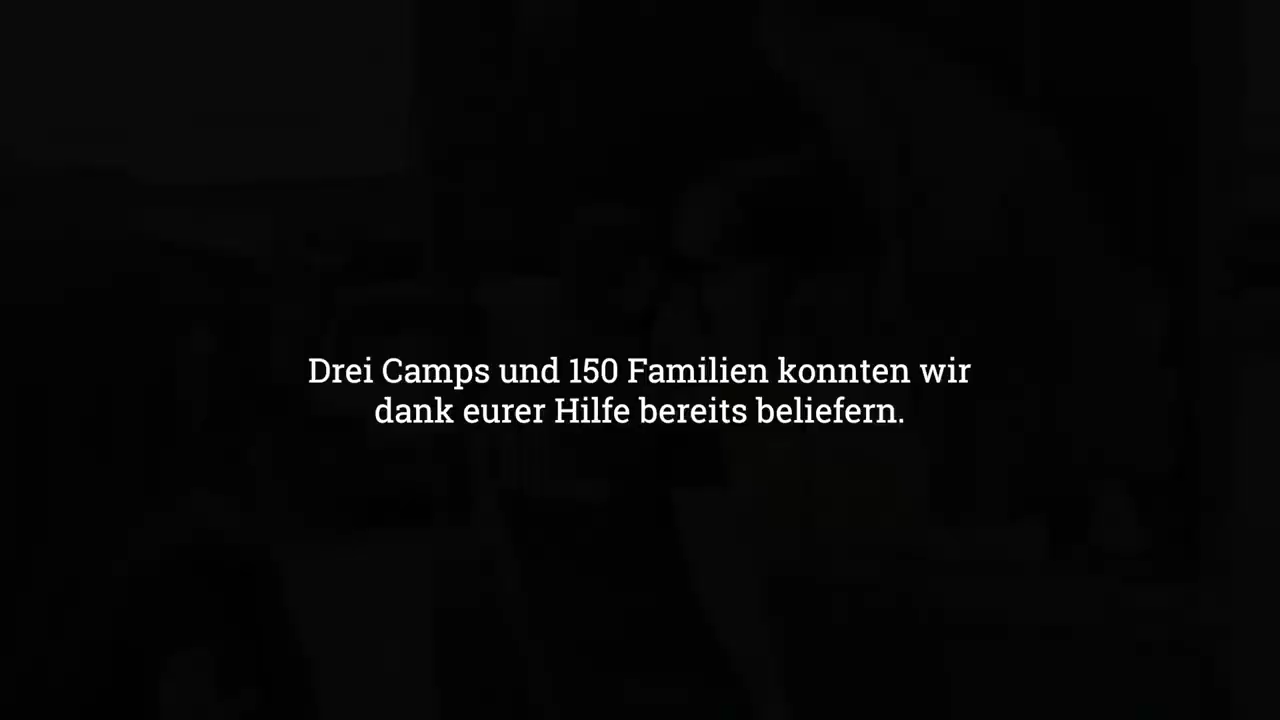 Drei Camps und 150 Familien konnten wir
dank eurer Hilfe bereits beliefern.